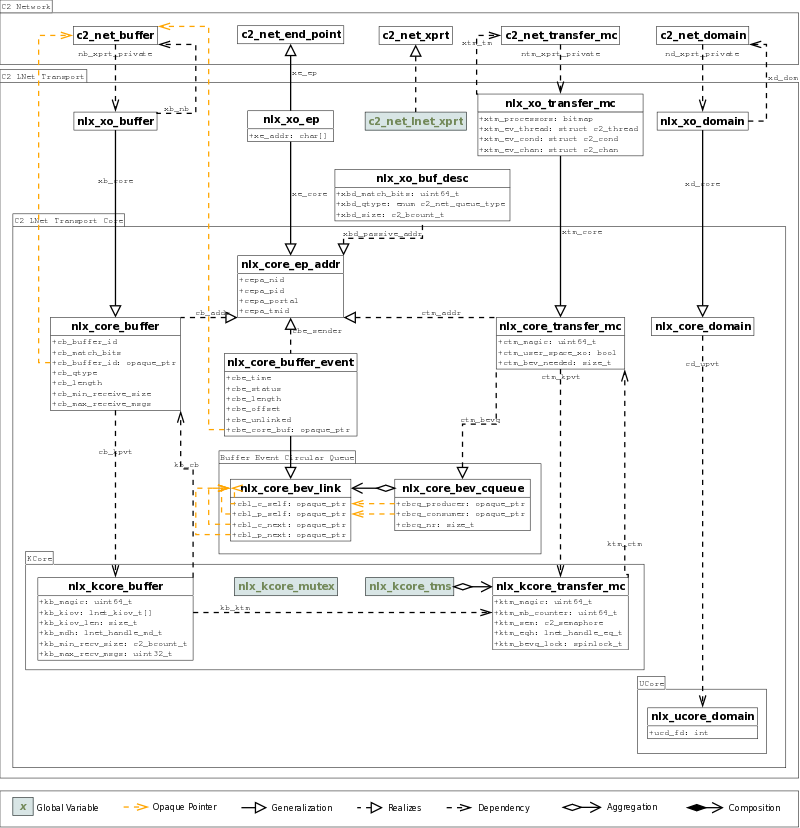 C2 Network
c2_net_buffer
c2_net_end_point
c2_net_xprt
c2_net_transfer_mc
c2_net_domain
xtm_tm
nb_xprt_private
ntm_xprt_private
nd_xprt_private
C2 LNet Transport
xe_ep
xd_dom
nlx_xo_transfer_mc
xb_nb
nlx_xo_buffer
nlx_xo_ep
c2_net_lnet_xprt
+xtm_processors: bitmap
nlx_xo_domain
+xtm_ev_thread: struct c2_thread
+xe_addr: char[]
+xtm_ev_cond: struct c2_cond
+xtm_ev_chan: struct c2_chan
nlx_xo_buf_desc
xb_core
xe_core
+xbd_match_bits: uint64_t
xd_core
+xbd_qtype: enum c2_net_queue_type
+xbd_size: c2_bcount_t
C2 LNet Transport Core
xbd_passive_addr
xtm_core
nlx_core_ep_addr
+cepa_nid
+cepa_pid
+cepa_portal
+cepa_tmid
cb_addr
ctm_addr
nlx_core_buffer
cbe_sender
nlx_core_transfer_mc
nlx_core_domain
+cb_buffer_id
+cb_match_bits
+cb_buffer_id: opaque_ptr
+cb_qtype
+cb_length
+cb_min_receive_size
+cb_max_receive_msgs
+ctm_magic: uint64_t
+ctm_user_space_xo: bool
+ctm_bev_needed: size_t
nlx_core_buffer_event
+cbe_time
+cbe_status
+cbe_length
+cbe_offset
+cbe_unlinked
+cbe_core_buf: opaque_ptr
cd_upvt
ctm_kpvt
ctm_bevq
cb_kpvt
kb_cb
Buffer Event Circular Queue
nlx_core_bev_link
nlx_core_bev_cqueue
+cbl_c_self: opaque_ptr
+cbl_p_self: opaque_ptr
+cbl_c_next: opaque_ptr
+cbl_p_next: opaque_ptr
+cbcq_producer: opaque_ptr
+cbcq_consumer: opaque_ptr
+cbcq_nr: size_t
ktm_ctm
KCore
nlx_kcore_buffer
nlx_kcore_mutex
nlx_kcore_tms
nlx_kcore_transfer_mc
+kb_magic: uint64_t
+kb_kiov: lnet_kiov_t[]
+kb_kiov_len: size_t
+kb_mdh: lnet_handle_md_t
+kb_min_recv_size: c2_bcount_t
+kb_max_recv_msgs: uint32_t
kb_ktm
+ktm_magic: uint64_t
+ktm_mb_counter: uint64_t
+ktm_sem: c2_semaphore
+ktm_eqh: lnet_handle_eq_t
+ktm_bevq_lock: spinlock_t
UCore
nlx_ucore_domain
+ucd_fd: int
x Global Variable
Opaque Pointer
Generalization
Realizes
Dependency
Aggregation
Composition